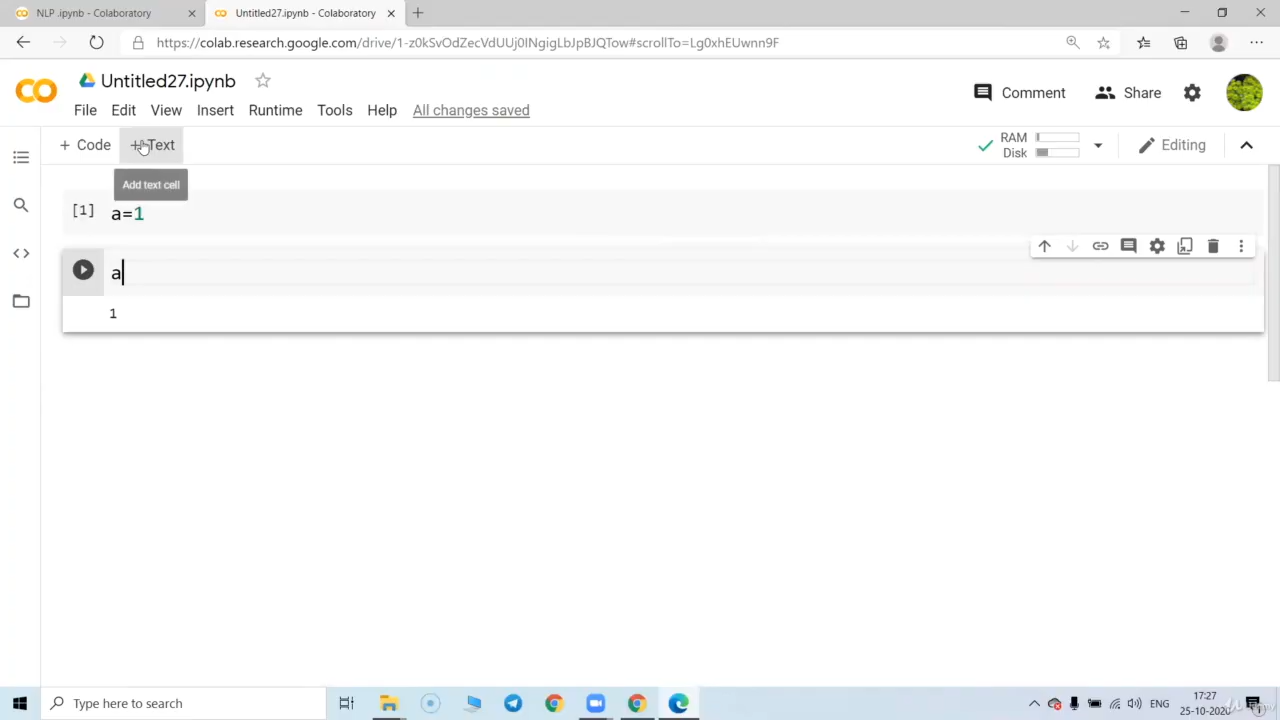 NLP .ipynb - Colaboratory
Untitled27.ipynb - Colaboratory
https://colab.research.google.com/drive/1-z0kSvOdZecVdUUj0INgigLbJpBJQTow#scrollTo=Lg0xhEUwnn9F
Untitled27.ipynb
Comment
Share
File Edit View Insert Runtime Tools Help All changes saved
+ Code + Text
RAM
Disk
Editing
Add text cell
[1] a=1
a
1
Type here to search
ENG
17:27
25-10-2020